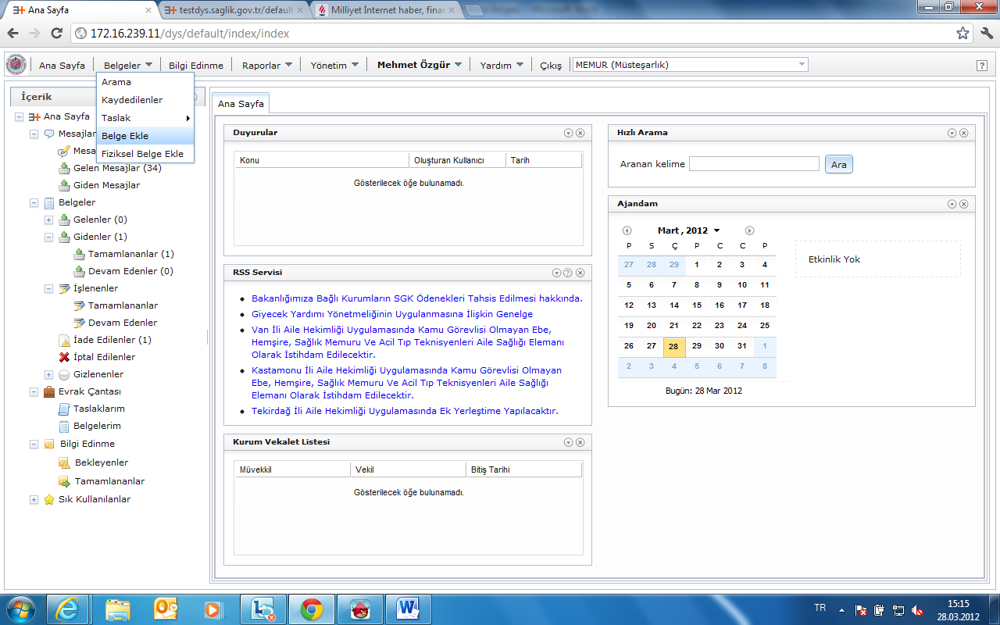 Ana Sayfa
testdys.saglik.gov.tr/default
Milliyet İnternet haber, finan
172.16.239.11/dys/default/index/index
Ana Sayfa
Belgeler
Bilgi Edinme
Raporlar
Yönetim
Mehmet Özgür
Yardım
Çıkış
MEMUR (Müsteşarlık)
?
Arama
Kaydedilenler
Taslak
Belge Ekle
Fiziksel Belge Ekle
İçerik
Ana Sayfa
Mesajlar
Mesa
Gelen Mesajlar (34)
Giden Mesajlar
Belgeler
Gelenler (0)
Gidenler (1)
Tamamlananlar (1)
Devam Edenler (0)
İşlenenler
Tamamlananlar
Devam Edenler
İade Edilenler (1)
İptal Edilenler
Gizlenenler
Evrak Çantası
Taslaklarım
Belgelerim
Bilgi Edinme
Bekleyenler
Tamamlananlar
Sık Kullanılanlar
Ana Sayfa
Duyurular
Konu Oluşturan Kullanıcı Tarih
Gösterilecek öğe bulunamadı.
RSS Servisi
Bakanlığımıza Bağlı Kurumların SGK Ödenekleri Tahsis Edilmesi hakkında.
Giyecek Yardımı Yönetmeliğinin Uygulanmasına İlişkin Genelge
Van İli Aile Hekimliği Uygulamasında Kamu Görevlisi Olmayan Ebe,
Hemşire, Sağlık Memuru Ve Acil Tıp Teknisyenleri Aile Sağlığı Elemanı
Olarak İstihdam Edilecektir.
Kastamonu İli Aile Hekimliği Uygulamasında Kamu Görevlisi Olmayan
Ebe, Hemşire, Sağlık Memuru Ve Acil Tıp Teknisyenleri Aile Sağlığı
Elemanı Olarak İstihdam Edilecektir.
Tekirdağ İli Aile Hekimliği Uygulamasında Ek Yerleştime Yapılacaktır.
Kurum Vekalet Listesi
Müvekkil Vekil Bitiş Tarihi
Gösterilecek öğe bulunamadı.
Hızlı Arama
Aranan kelime
Ara
Ajandam
Mart , 2012
P S Ç P C C P
27 28 29 1 2 3 4
5 6 7 8 9 10 11
12 13 14 15 16 17 18
19 20 21 22 23 24 25
26 27 28 29 30 31 1
2 3 4 5 6 7 8
Bugün: 28 Mar 2012
Etkinlik Yok
TR
15:15
28.03.2012